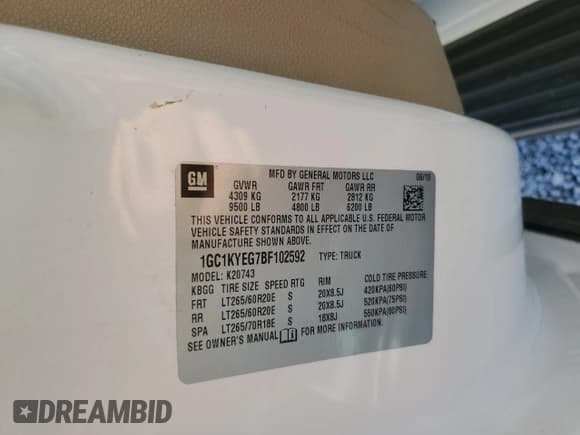 GM
MFD BY GENERAL MOTORS LLC 08/10
GVWR GAWR FRT GAWR RR
4309 KG 2177 KG 2812 KG
9500 LB 4800 LB 6200 LB
THIS VEHICLE CONFORMS TO ALL APPLICABLE U.S. FEDERAL MOTOR
VEHICLE SAFETY STANDARDS IN EFFECT ON THE DATE OF
MANUFACTURE SHOWN ABOVE.
1GC1KYEG7BF102592 TYPE: TRUCK
MODEL: K20743
KBGG TIRE SIZE SPEED RTG RIM COLD TIRE PRESSURE
FRT LT265/60R20E S 20X8.5J 420KPA(60PSI)
RR LT265/60R20E S 20X8.5J 520KPA(75PSI)
SPA LT265/70R18E S 18X8J 550KPA(80PSI)
SEE OWNER'S MANUAL FOR MORE INFORMATION.
DREAMBID